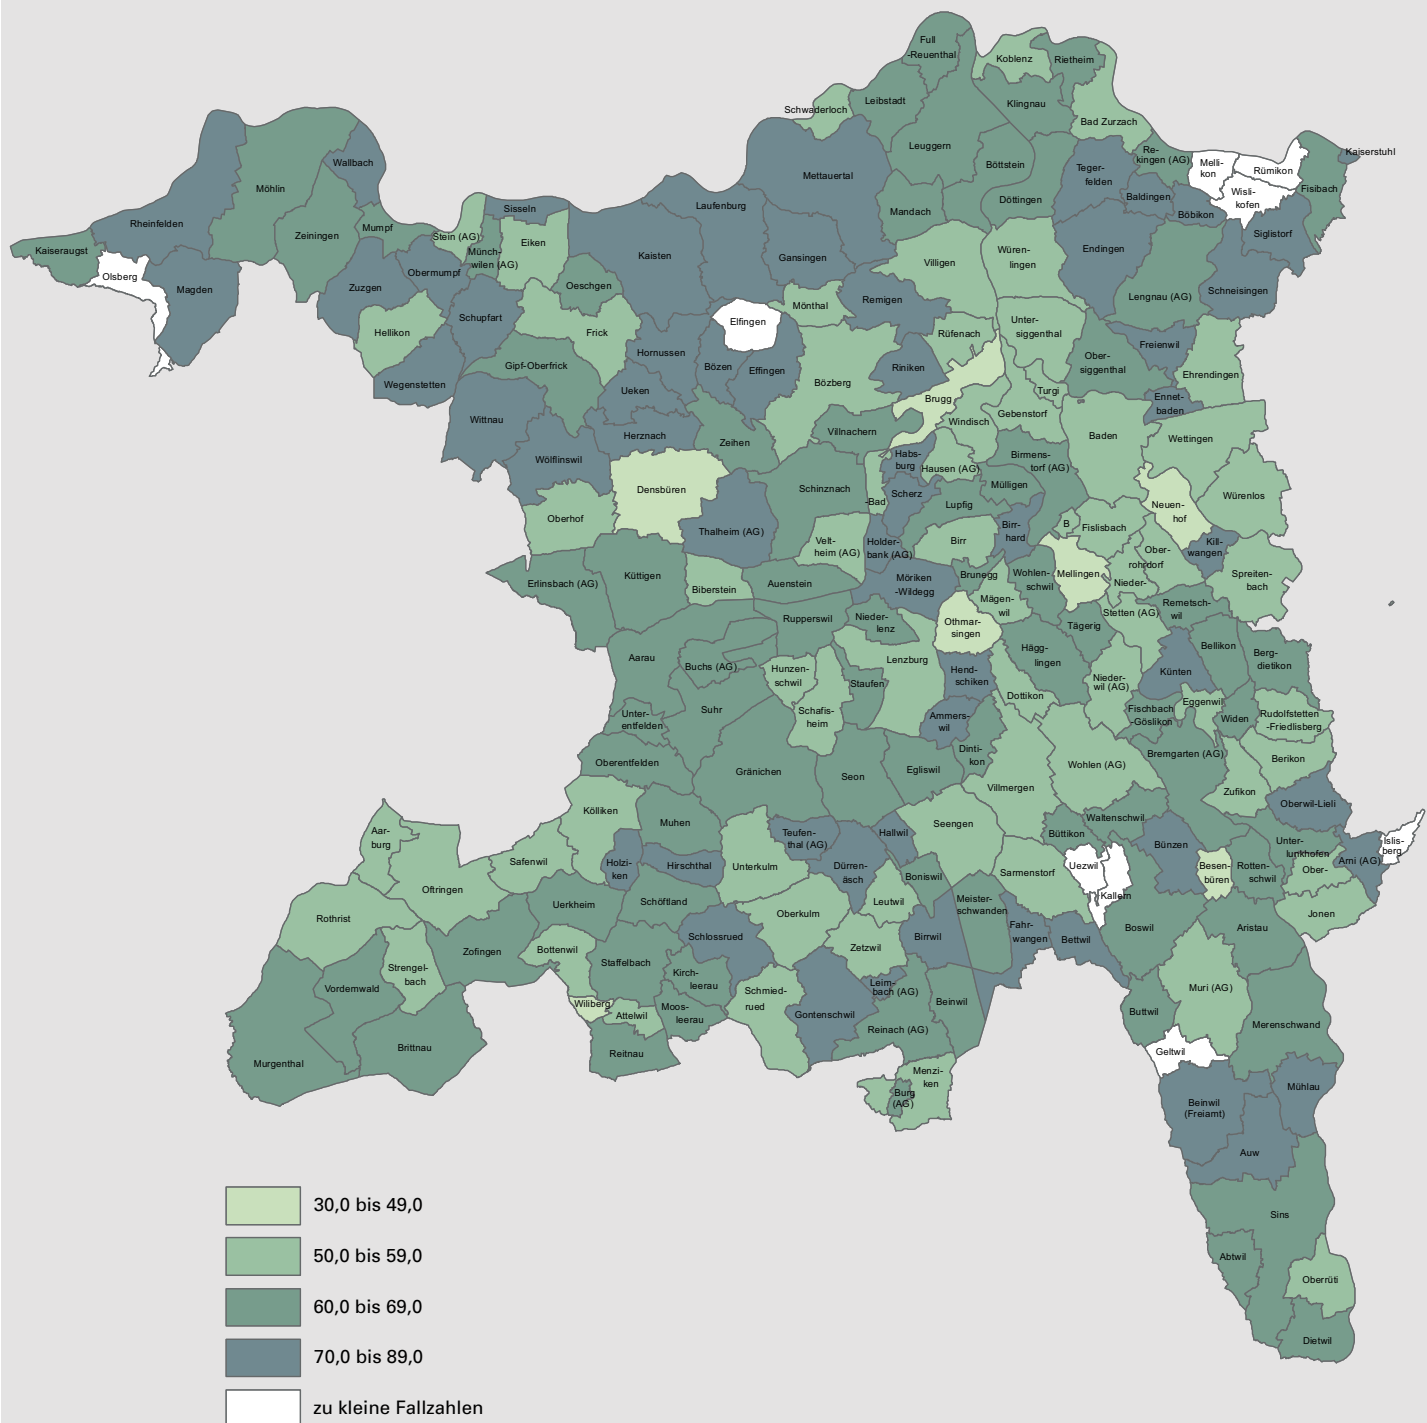 Full
-Reuenthal
Koblenz
Rietheim
Leibstadt
Klingnau
Schwaderloch
Bad Zurzach
Leuggern
Böttstein
Re-
kingen (AG)
Melli-
kon
Rümikon
Kaiserstuhl
Wallbach
Mettauertal
Teger-
felden
Möhlin
Wisli-
kofen
Fisibach
Baldingen
Döttingen
Mandach
Laufenburg
Sisseln
Böbikon
Rheinfelden
Mumpf
Zeiningen
Stein (AG)
Eiken
Siglistorf
Kaiseraugst
Münch-
wilen (AG)
Kaisten
Gansingen
Villigen
Würen-
lingen
Endingen
Olsberg
Obermumpf
Magden
Zuzgen
Oeschgen
Remigen
Lengnau (AG)
Schneisingen
Mönthal
Schupfart
Elfingen
Unter-
siggenthal
Hellikon
Frick
Rüfenach
Freienwil
Hornussen
Gipf-Oberfrick
Bözen
Effingen
Riniken
Ober-
siggenthal
Ehrendingen
Bözberg
Wegenstetten
Ueken
Turgi
Brugg
Ennet-
baden
Gebenstorf
Wittnau
Windisch
Herznach
Zeihen
Villnachern
Baden
Wettingen
Wölflinswil
Habs-
burg
Hausen (AG)
Birmens-
torf (AG)
Densbüren
Schinznach
-Bad
Scherz
Mülligen
Würenlos
Lupfig
Neuen-
hof
Oberhof
Thalheim (AG)
Velt-
heim (AG)
Holder-
bank (AG)
Birr
Birr-
hard
B
Fislisbach
Kill-
wangen
Ober-
rohrdorf
Erlinsbach (AG)
Küttigen
Biberstein
Auenstein
Möriken
-Wildegg
Brunegg
Wohlen-
schwil
Mellingen
Nieder-
Spreiten-
bach
Mägen-
wil
Remetsch-
wil
Stetten (AG)
Rupperswil
Nieder-
lenz
Othmar-
singen
Tägerig
Aarau
Buchs (AG)
Hunzen-
schwil
Lenzburg
Hägg-
lingen
Bellikon
Berg-
dietikon
Staufen
Hend-
schiken
Künten
Nieder-
wil (AG)
Dottikon
Suhr
Schafis-
heim
Ammers-
wil
Eggenwil
Fischbach
-Göslikon
Widen
Rudolfstetten
-Friedlisberg
Unter-
entfelden
Oberentfelden
Dinti-
kon
Bremgarten (AG)
Berikon
Gränichen
Seon
Egliswil
Wohlen (AG)
Villmergen
Zufikon
Oberwil-Lieli
Kölliken
Muhen
Aar-
burg
Teufen-
thal (AG)
Hallwil
Seengen
Waltenschwil
Büttikon
Bünzen
Unter-
lunkhofen
Islis-
berg
Safenwil
Holzi-
ken
Hirschthal
Unterkulm
Dürren-
äsch
Boniswil
Sarmenstorf
Uezwil
Besen-
büren
Rotten-
schwil
Ober-
Arni (AG)
Oftringen
Kallern
Uerkheim
Schöftland
Leutwil
Meister-
schwanden
Rothrist
Oberkulm
Jonen
Fahr-
wangen
Bettwil
Boswil
Aristau
Schlossrued
Birrwil
Zofingen
Bottenwil
Staffelbach
Zetzwil
Strengel-
bach
Kirch-
leerau
Vordemwald
Schmied-
rued
Leim-
bach (AG)
Muri (AG)
Wiliberg
Attelwil
Moos-
leerau
Gontenschwil
Beinwil
Buttwil
Reinach (AG)
Merenschwand
Brittnau
Reitnau
Geltwil
Murgenthal
Menzi-
ken
Burg
(AG)
Mühlau
Beinwil
(Freiamt)
Auw
30,0 bis 49,0
Sins
50,0 bis 59,0
Abtwil
Oberrüti
60,0 bis 69,0
Dietwil
70,0 bis 89,0
zu kleine Fallzahlen